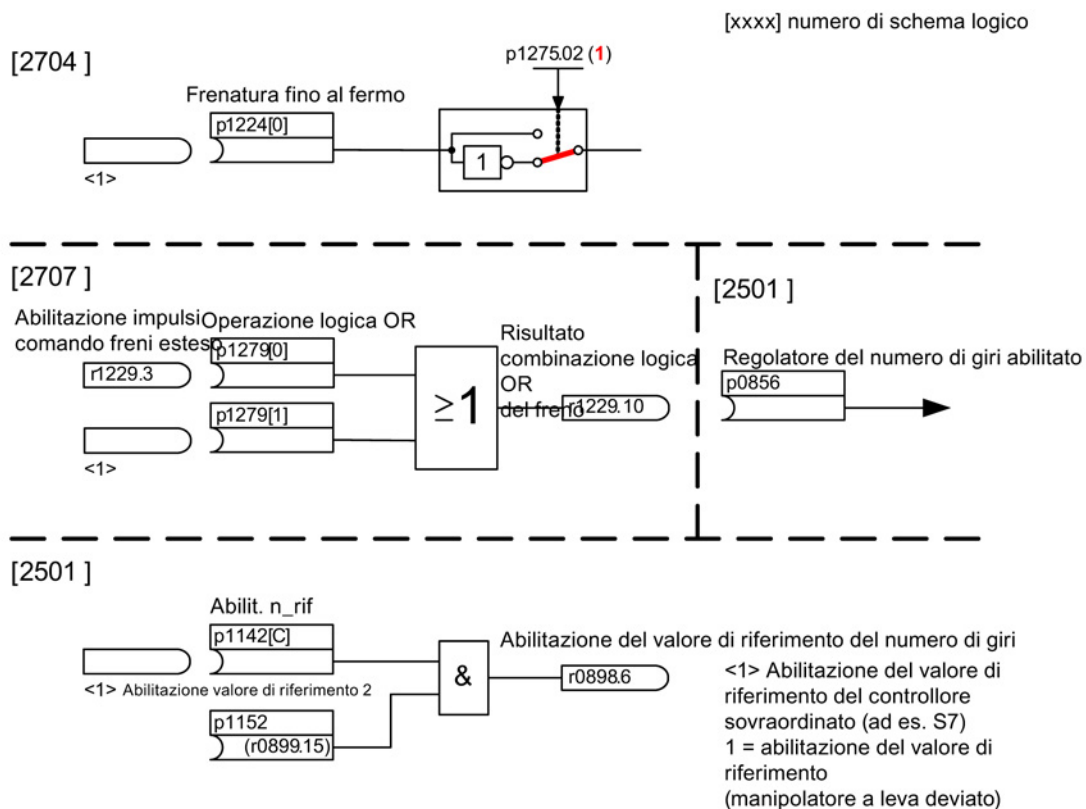 [xxxx] numero di schema logico
[2704 ]
p1275.02 (1)
Frenatura fino al fermo
p1224[0]
1
<1>
[2707 ]
[2501 ]
Abilitazione impulsi
comando freni esteso
Operazione logica OR
r1229.3
p1279[0]
p1279[1]
<1>
≥1
Risultato
combinazione logica
OR
del freno
r1229.10
Regolatore del numero di giri abilitato
p0856
[2501 ]
Abilit. n_rif
p1142[C]
<1> Abilitazione valore di riferimento 2
p1152
(r0899.15)
&
Abilitazione del valore di riferimento del numero di giri
r0898.6
<1> Abilitazione del valore di
riferimento del controllore
sovraordinato (ad es. S7)
1 = abilitazione del valore di
riferimento
(manipolatore a leva deviato)